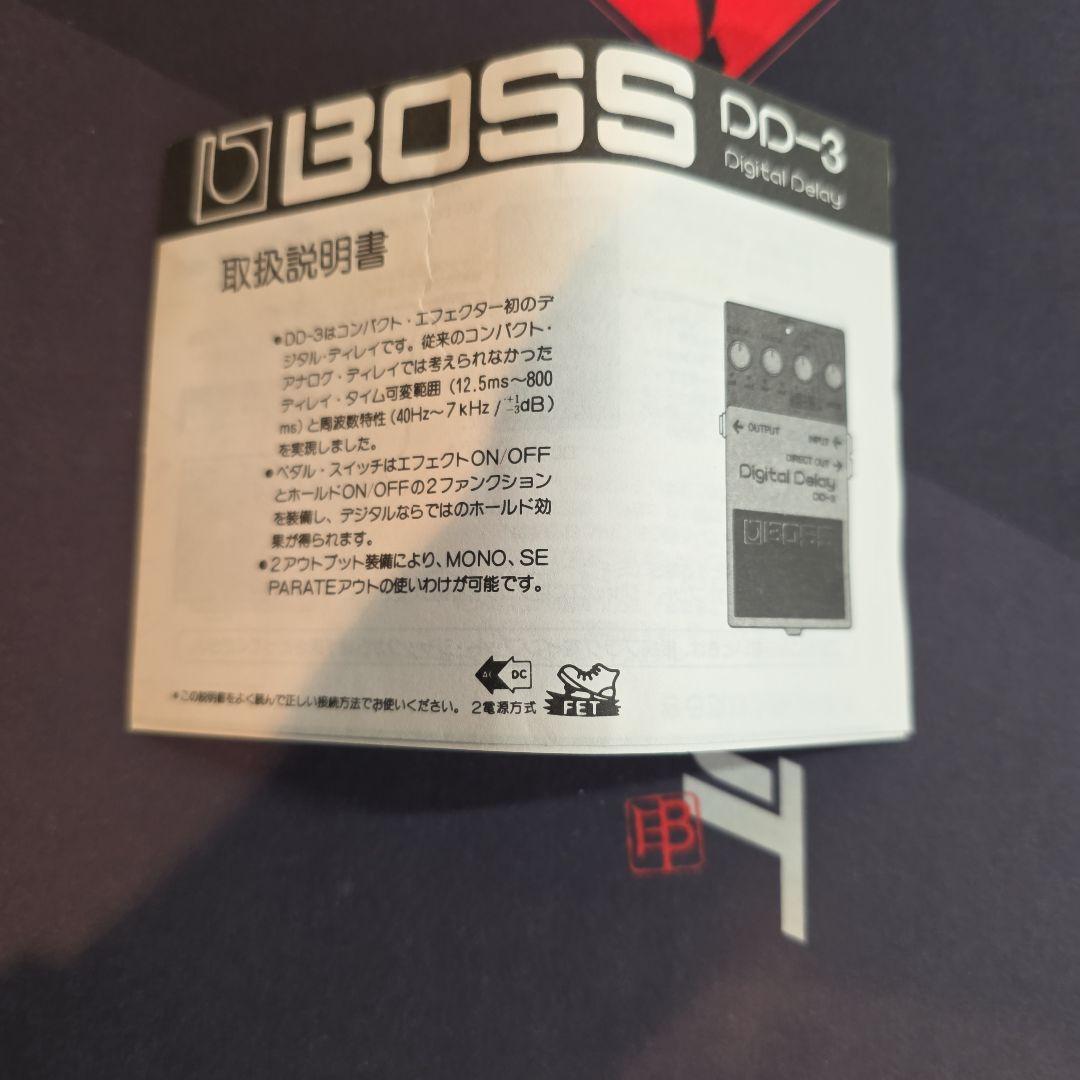 BOSS DD-3
Digital Delay
取扱説明書
●DD-3はコンパクト・エフェクター初のデ
ジタル・ディレイです。従来のコンパクト・
アナログ・ディレイでは考えられなかった
ディレイ・タイム可変範囲(12.5ms〜800
ms)と周波数特性(40Hz〜7kHz/+1-3dB)
を実現しました。
●ペダル・スイッチはエフェクトON/OFF
とホールドON/OFFの2ファンクション
を装備し、デジタルならではのホールド効
果が得られます。
●2アウトプット装備により、MONO、SE
PARATEアウトの使いわけが可能です。
OUTPUT
INPUT
DIRECT OUT
Digital Delay
DD-3
BOSS
AC DC
2電源方式
FET
*この説明書をよく読んで正しい接続方法でお使いください。